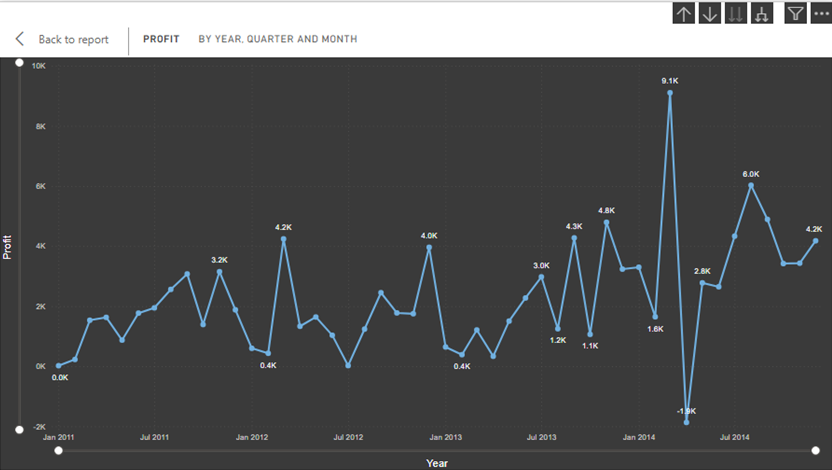 Back to report PROFIT BY YEAR, QUARTER AND MONTH
10K
9.1K
8K
6K
6.0K
4.8K
4.3K
4.2K
4.2K
4.0K
4K
3.2K
3.0K
2.8K
2K
1.6K
1.2K
1.1K
0K
0.4K
0.4K
0.0K
-1.9K
-2K
Profit
Jan 2011 Jul 2011 Jan 2012 Jul 2012 Jan 2013 Jul 2013 Jan 2014 Jul 2014
Year